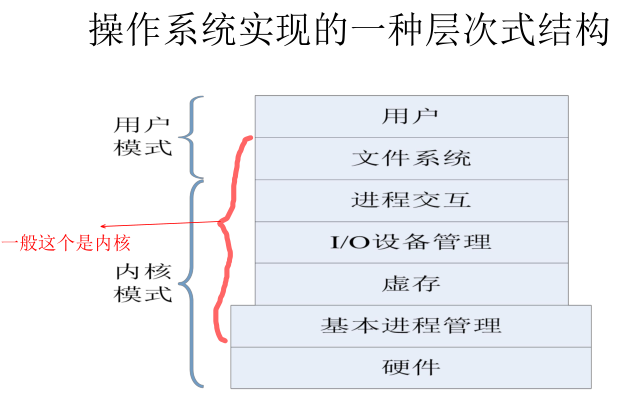 操作系统实现的一种层次式结构
用户
模式
用户
文件系统
进程交互
I/O设备管理
一般这个是内核
内核
模式
虚存
基本进程管理
硬件